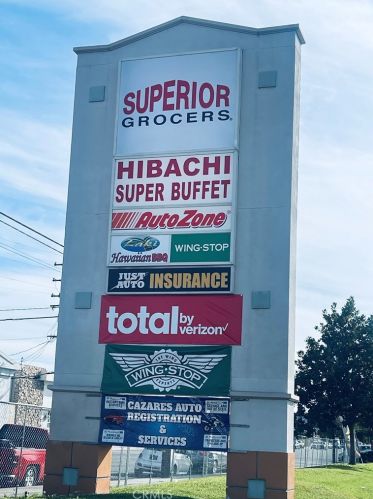 SUPERIOR
GROCERS
HIBACHI
SUPER BUFFET
AutoZone
WING·STOP
Hawaiian BBQ
JUST
AUTO INSURANCE
total by
verizon
WING·STOP
CAZARES AUTO
REGISTRATION
&
SERVICES